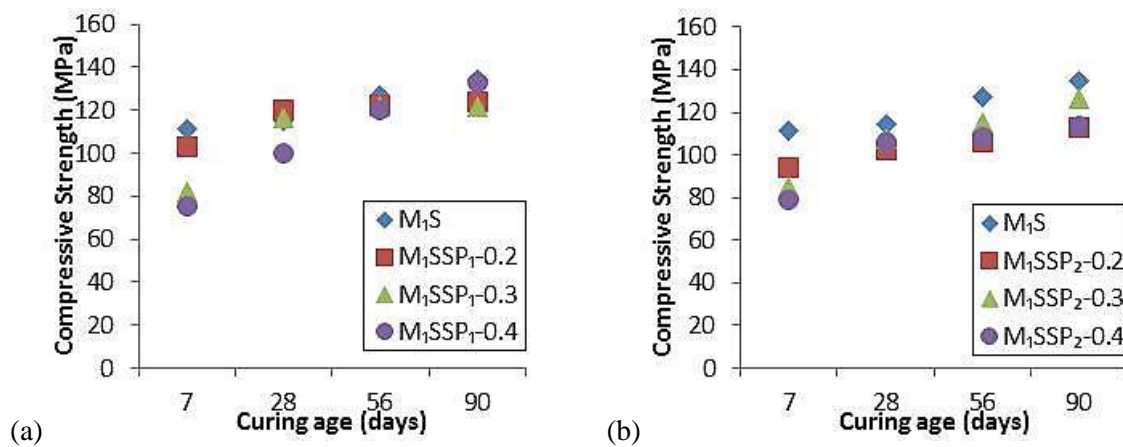 160
140
120
100
80
60
40
20
0
Compressive Strength (MPa)
7 28 56 90
Curing age (days)
M₁S
M₁SSP₁-0.2
M₁SSP₁-0.3
M₁SSP₁-0.4
(a)
160
140
120
100
80
60
40
20
0
Compressive Strength (MPa)
7 28 56 90
Curing age (days)
M₁S
M₁SSP₂-0.2
M₁SSP₂-0.3
M₁SSP₂-0.4
(b)